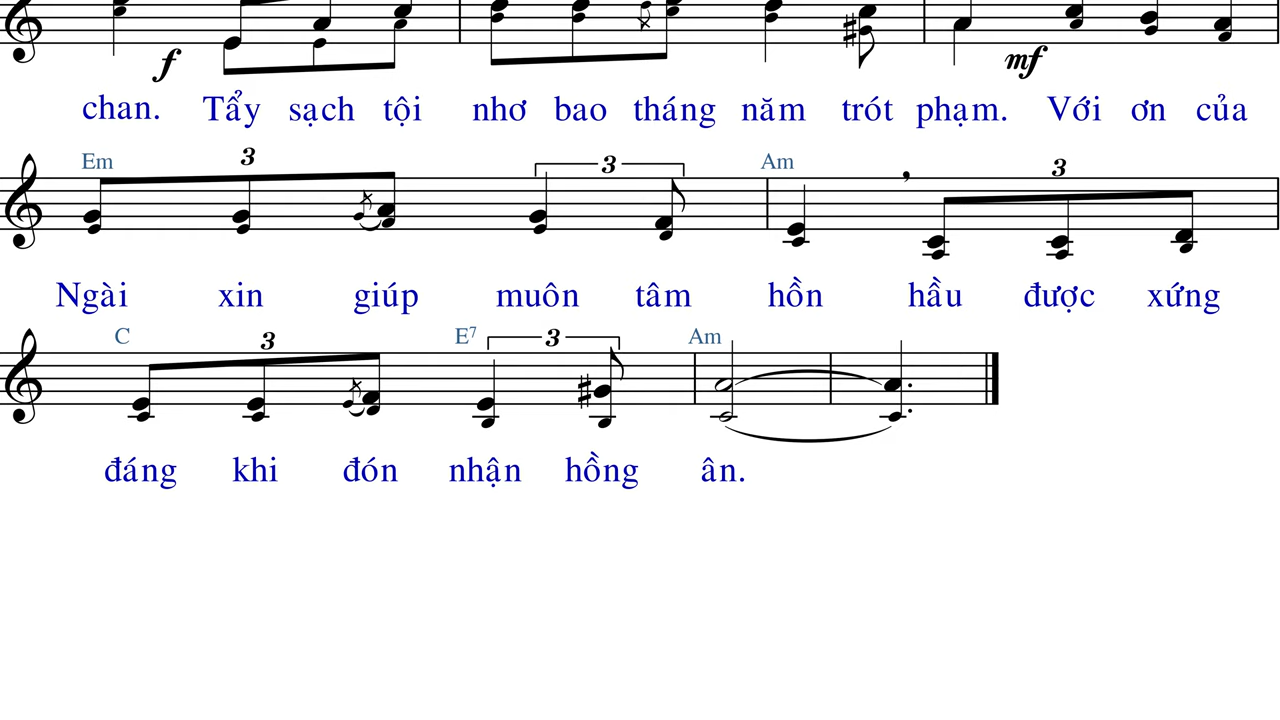 f mf
chan. Tẩy sạch tội nhơ bao tháng năm trót phạm. Với ơn của
Em 3 3 Am 3
Ngài xin giúp muôn tâm hồn hầu được xứng
C 3 E7 3 Am
đáng khi đón nhận hồng ân.